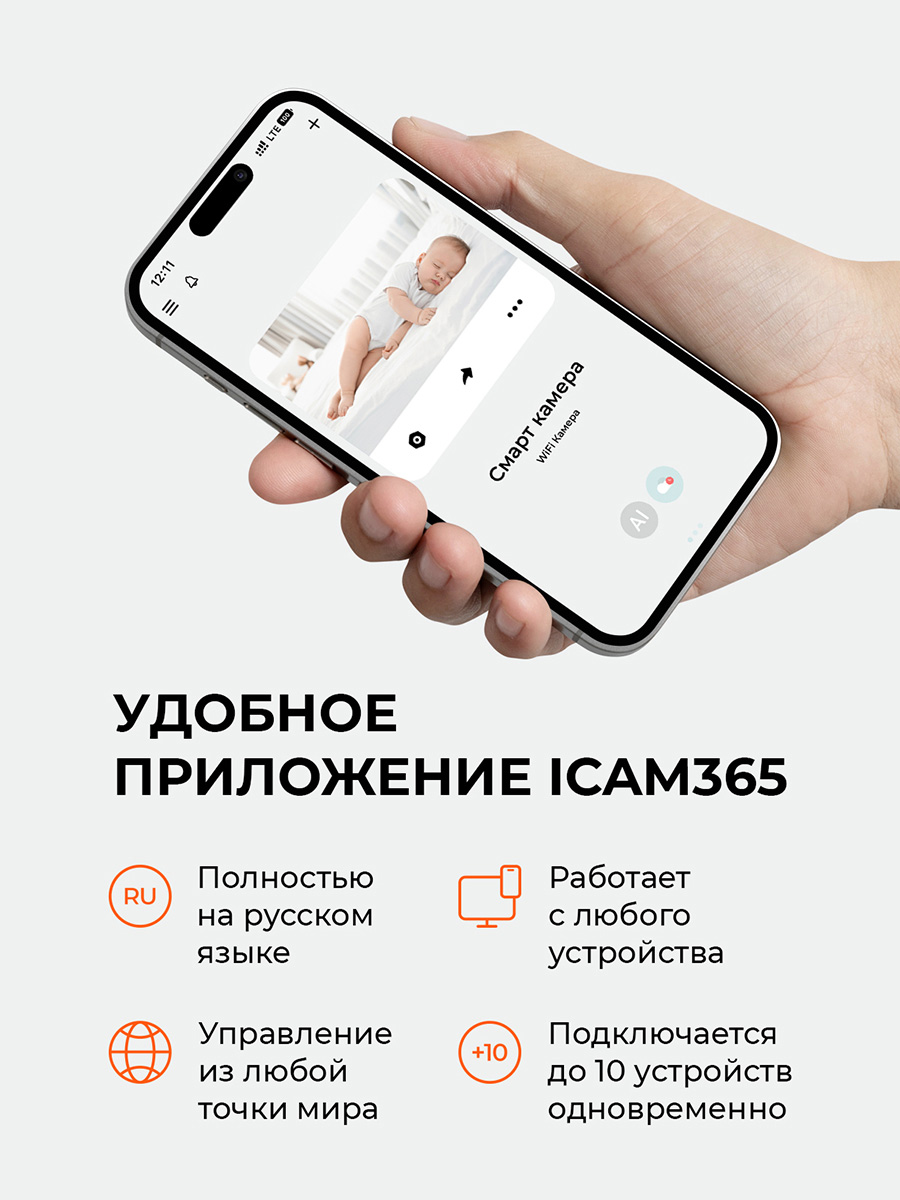 12:11
LTE 100
Смарт камера
WiFi Камера
AI
УДОБНОЕ
ПРИЛОЖЕНИЕ ICAM365
RU
Полностью
на русском
языке
Работает
с любого
устройства
Управление
из любой
точки мира
+10
Подключается
до 10 устройств
одновременно